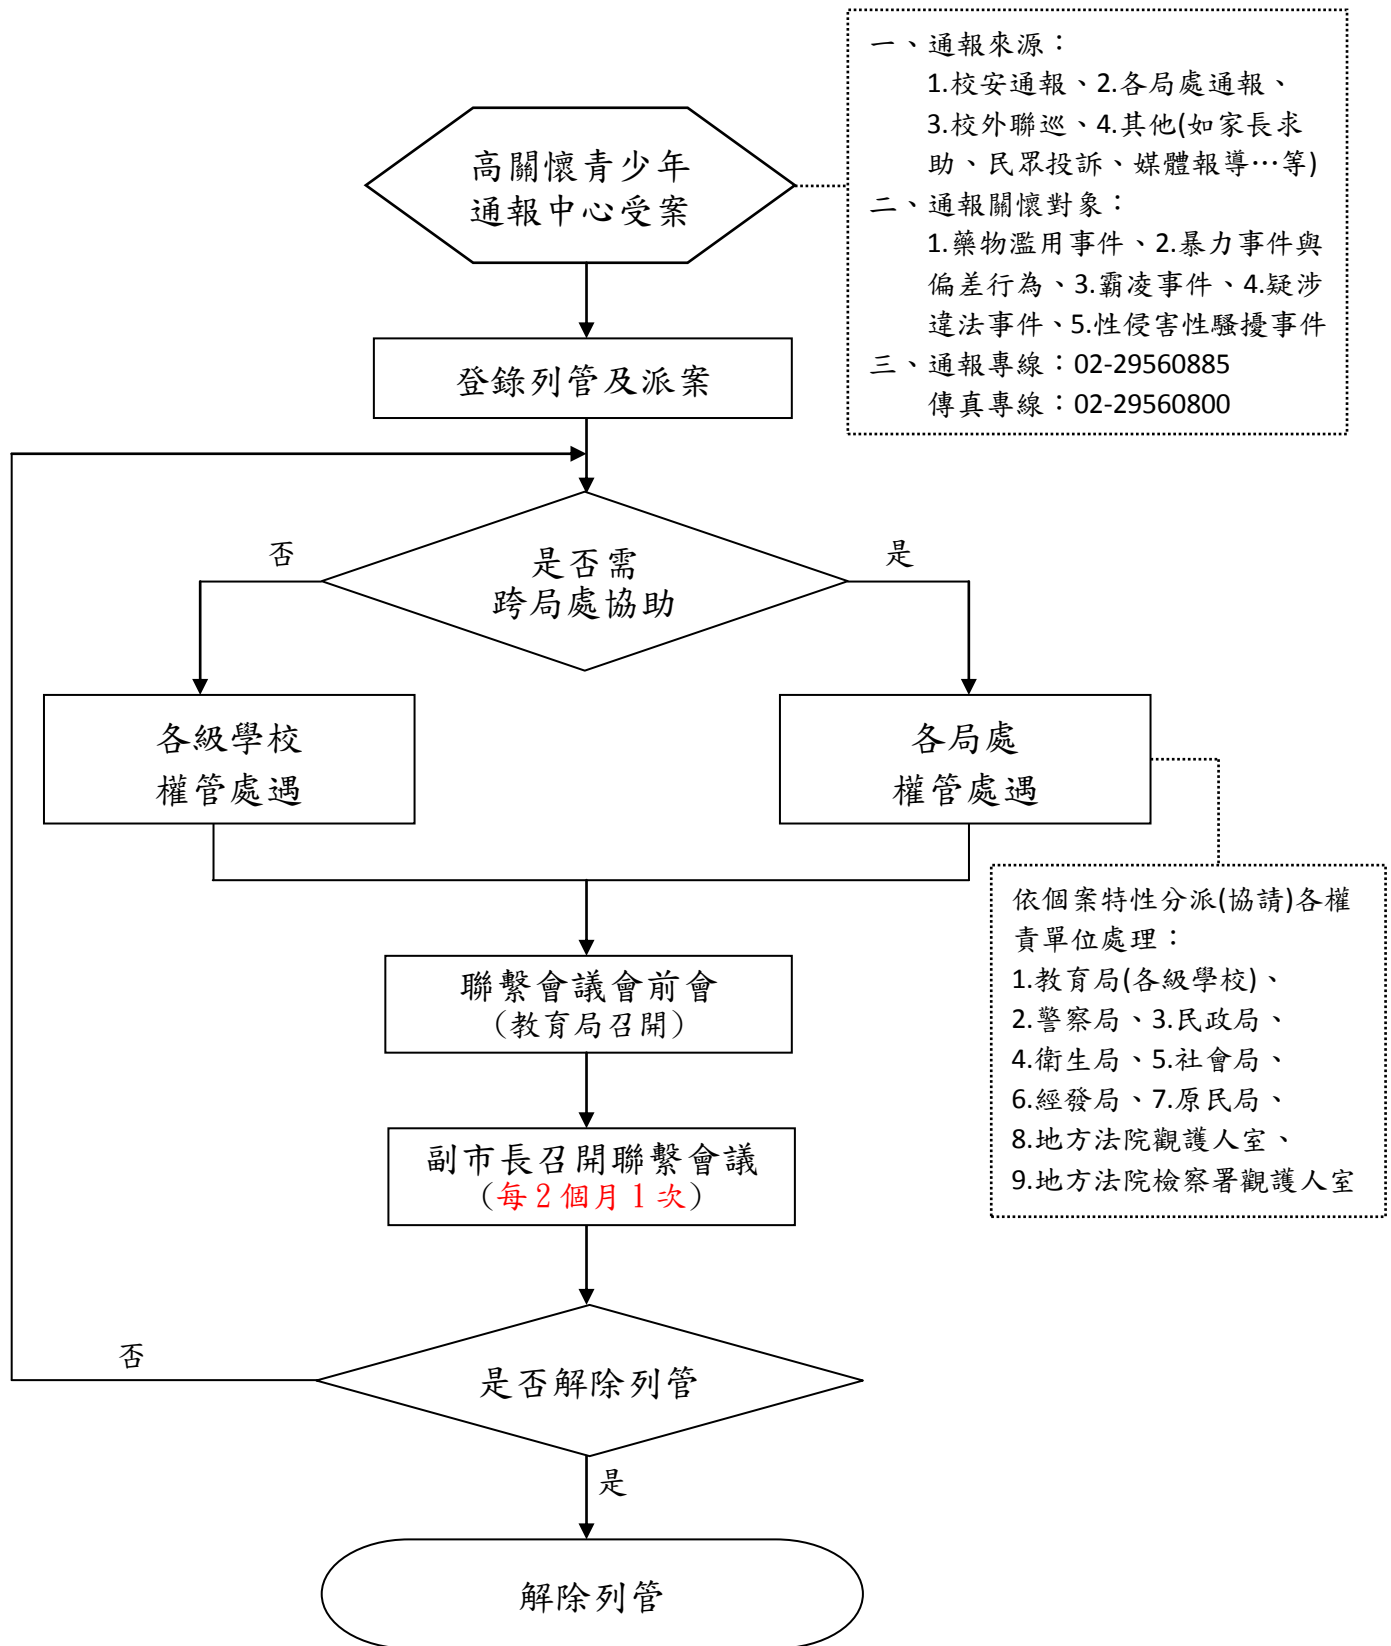 一、通報來源：
1.校安通報、2.各局處通報、
3.校外聯巡、4.其他(如家長求
助、民眾投訴、媒體報導…等)
二、通報關懷對象：
1.藥物濫用事件、2.暴力事件與
偏差行為、3.霸凌事件、4.疑涉
違法事件、5.性侵害性騷擾事件
三、通報專線：02-29560885
傳真專線：02-29560800
高關懷青少年
通報中心受案
登錄列管及派案
否
是
是否需
跨局處協助
各級學校
權管處遇
各局處
權管處遇
依個案特性分派(協請)各權
責單位處理：
1.教育局(各級學校)、
2.警察局、3.民政局、
4.衛生局、5.社會局、
6.經發局、7.原民局、
8.地方法院觀護人室、
9.地方法院檢察署觀護人室
聯繫會議會前會
（教育局召開）
副市長召開聯繫會議
（每２個月１次）
否
是否解除列管
是
解除列管